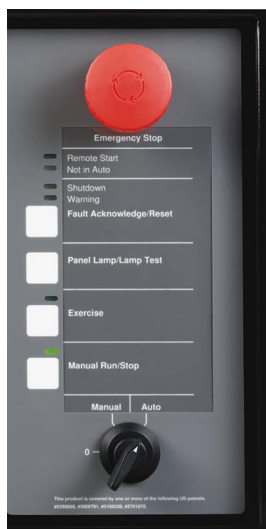 Emergency Stop
Remote Start
Not in Auto
Shutdown
Warning
Fault Acknowledge/Reset
Panel Lamp/Lamp Test
Exercise
Manual Run/Stop
Manual Auto
0
This product is covered by one or more of the following US patents.